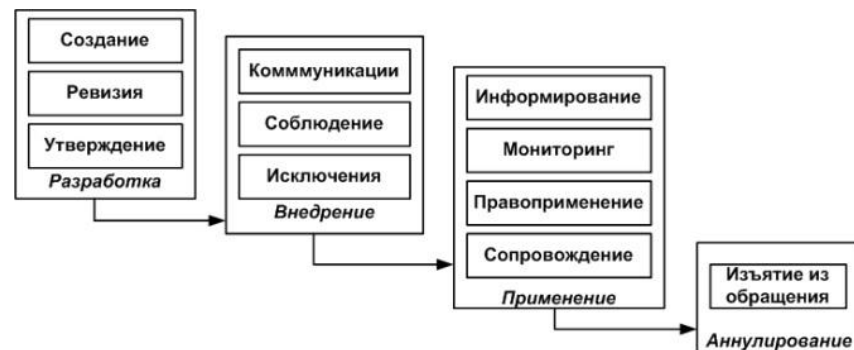 Создание
Ревизия
Утверждение
Разработка
Комммуникации
Соблюдение
Исключения
Внедрение
Информирование
Мониторинг
Правоприменение
Сопровождение
Применение
Изъятие из
обращения
Аннулирование